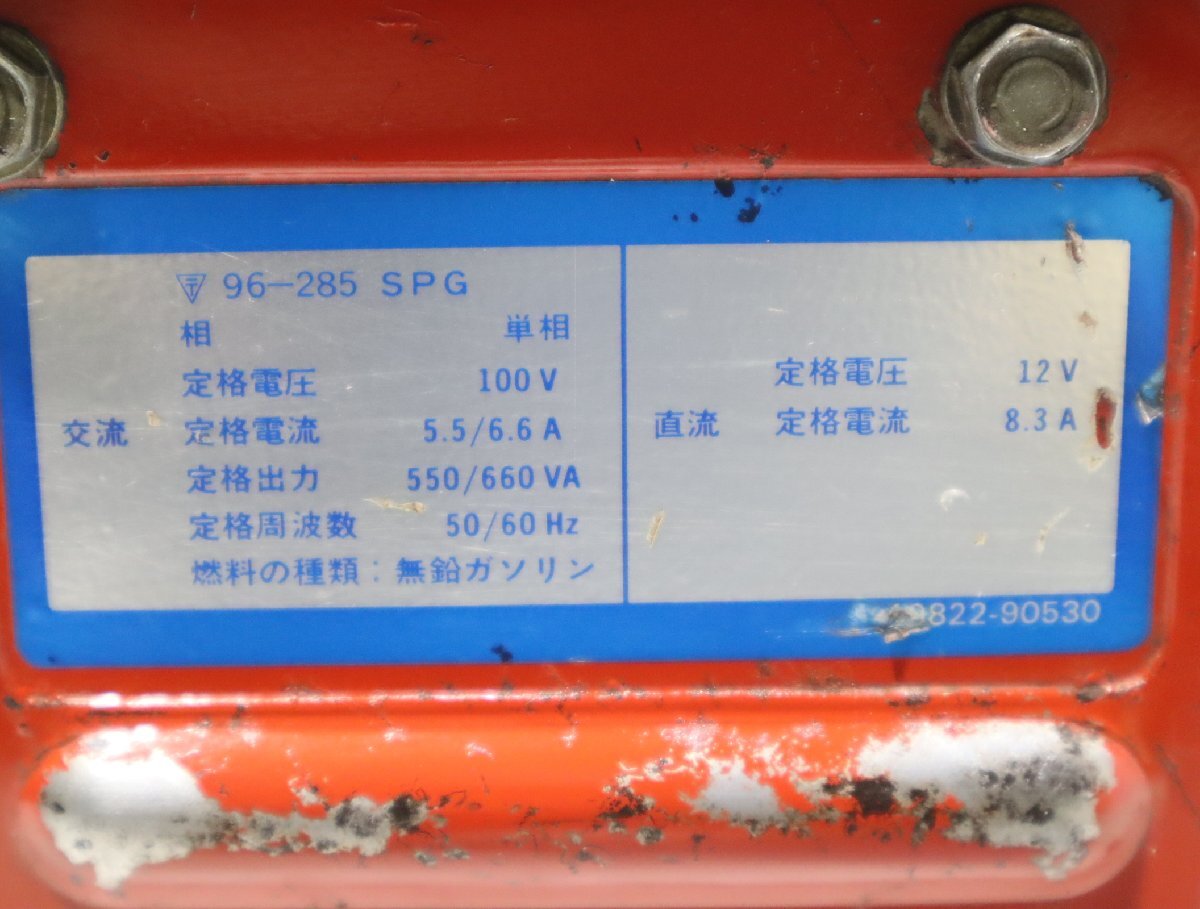 〒 96-285 SPG
相 単相
定格電圧 100 V
交流 定格電流 5.5/6.6 A
定格出力 550/660 VA
定格周波数 50/60 Hz
燃料の種類：無鉛ガソリン
定格電圧 12 V
直流 定格電流 8.3 A
9822-90530